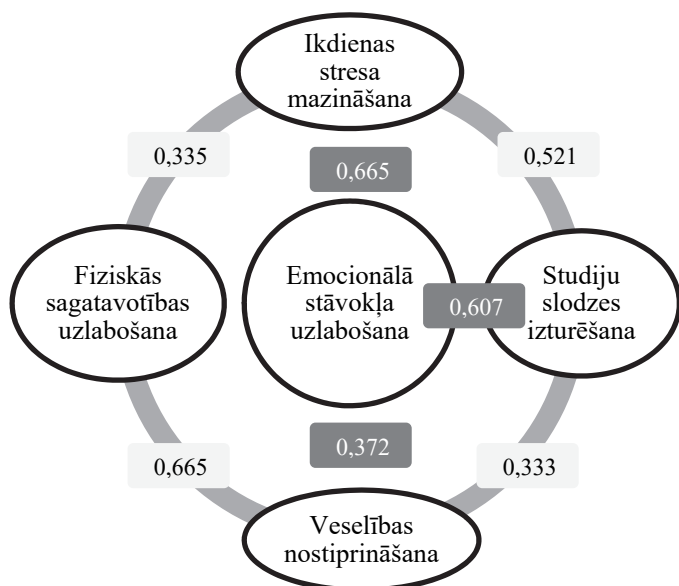 Ikdienas
stresa
mazināšana
0,335
0,665
0,521
Fiziskās
sagatavotības
uzlabošana
Emocionālā
stāvokļa
uzlabošana
0,607
Studiju
slodzes
izturēšana
0,665
0,372
0,333
Veselības
nostiprināšana